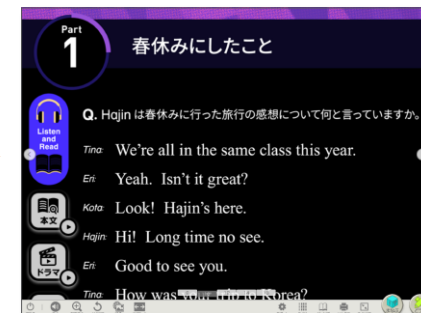 Part
1
春休みにしたこと
Q. Hajin は春休みに行った旅行の感想について何と言っていますか。
Listen
and
Read
Tina: We're all in the same class this year.
Eri: Yeah. Isn't it great?
Kota: Look! Hajin's here.
本文
Hajin: Hi! Long time no see.
ドラマ
Eri: Good to see you.
Tina: How was your trip to Korea?